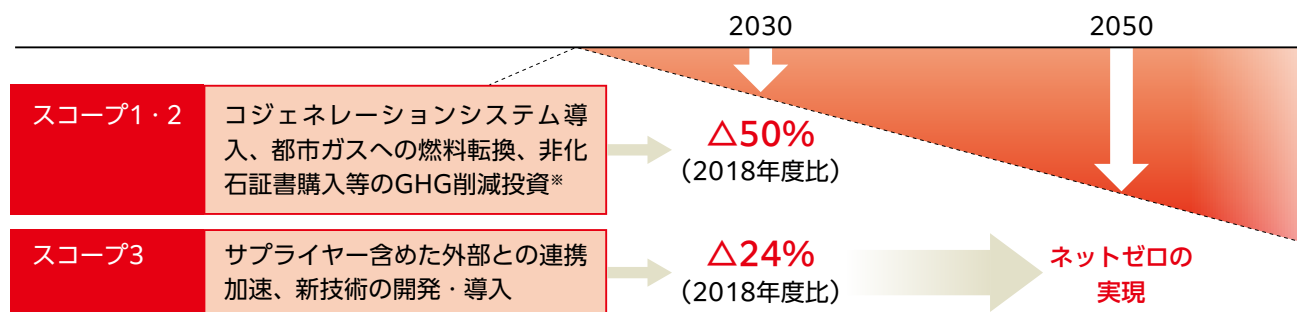 2030
2050
スコープ1・2
コジェネレーションシステム導
入、都市ガスへの燃料転換、非化
石証書購入等のGHG削減投資※
△50%
（2018年度比）
スコープ3
サプライヤー含めた外部との連携
加速、新技術の開発・導入
△24%
（2018年度比）
ネットゼロの
実現